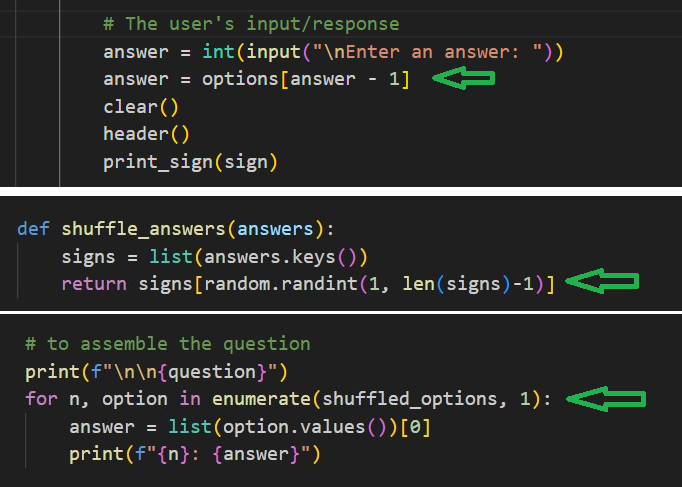 # The user's input/response
answer = int(input("\nEnter an answer: "))
answer = options[answer - 1]
clear()
header()
print_sign(sign)
def shuffle_answers(answers):
signs = list(answers.keys())
return signs[random.randint(1, len(signs)-1)]
# to assemble the question
print(f"\n\n{question}")
for n, option in enumerate(shuffled_options, 1):
answer = list(option.values())[0]
print(f"{n}: {answer}")